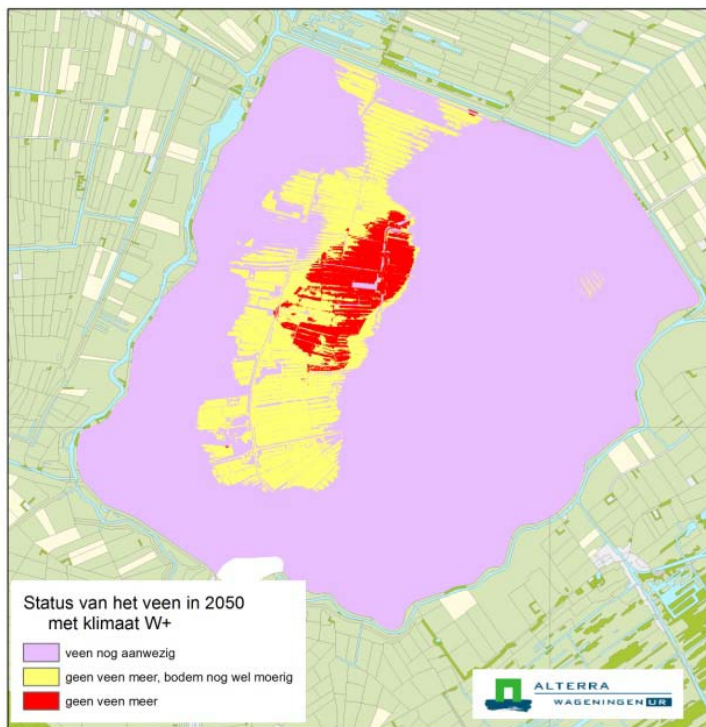 Status van het veen in 2050
met klimaat W+
veen nog aanwezig
geen veen meer, bodem nog wel moerig
geen veen meer
ALTERRA
WAGENINGEN UR